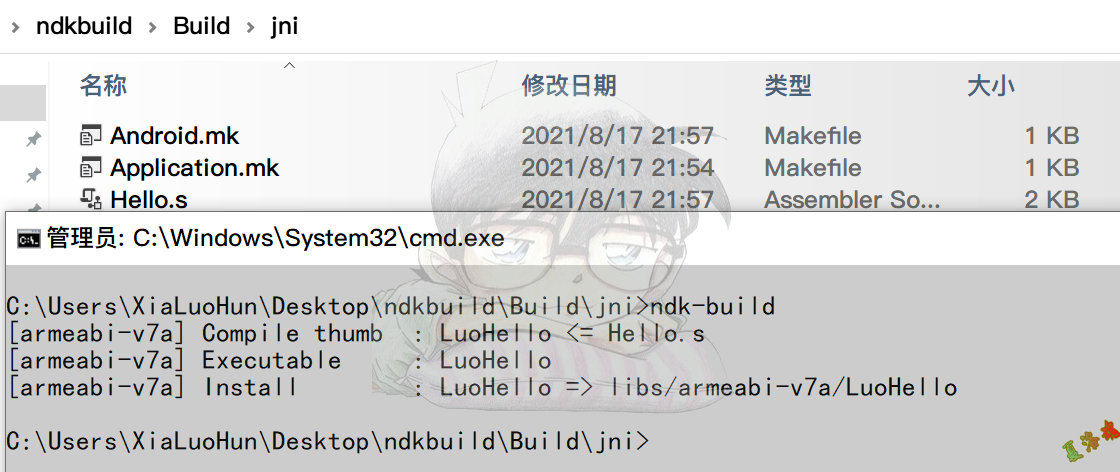 ndkbuild > Build > jni
名称 修改日期 类型 大小
Android.mk 2021/8/17 21:57 Makefile 1 KB
Application.mk 2021/8/17 21:54 Makefile 1 KB
Hello.s 2021/8/17 21:57 Assembler So... 2 KB
管理员: C:\Windows\System32\cmd.exe
C:\Users\XiaLuoHun\Desktop\ndkbuild\Build\jni>ndk-build
[armeabi-v7a] Compile thumb : LuoHello <= Hello.s
[armeabi-v7a] Executable : LuoHello
[armeabi-v7a] Install : LuoHello => libs/armeabi-v7a/LuoHello
C:\Users\XiaLuoHun\Desktop\ndkbuild\Build\jni>